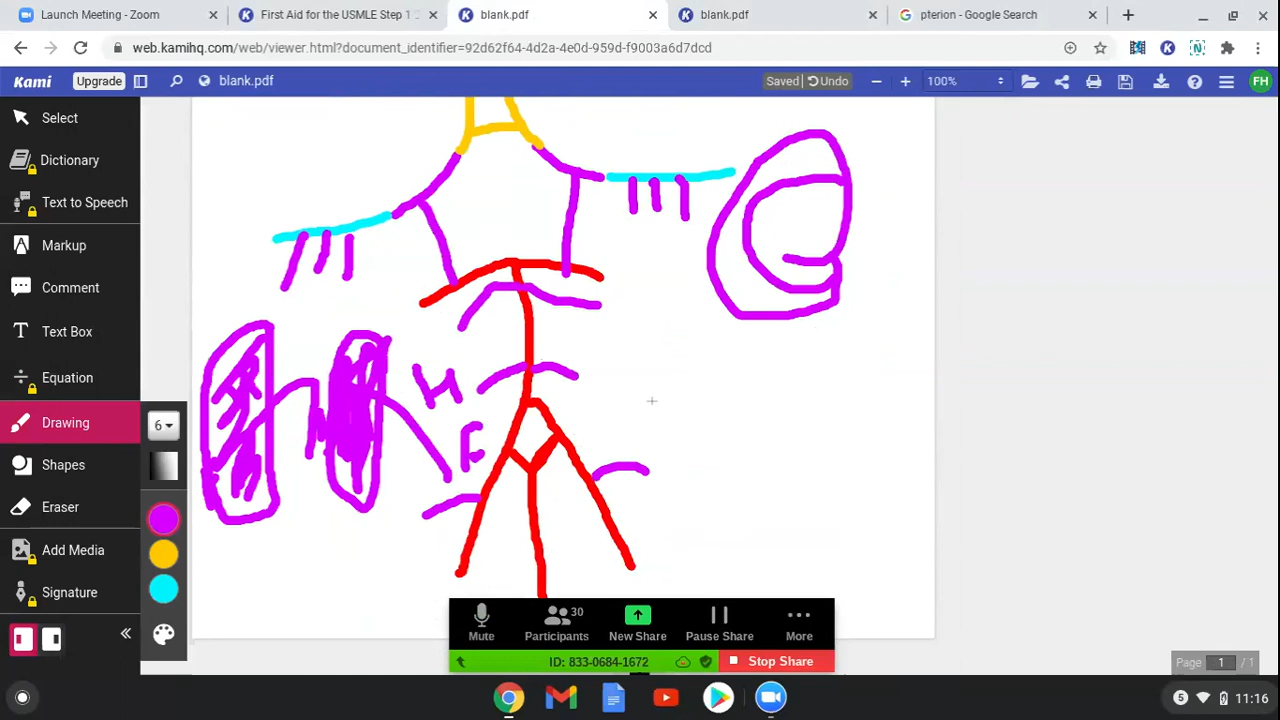 Launch Meeting - Zoom
First Aid for the USMLE Step 1 2
blank.pdf
blank.pdf
pterion - Google Search
web.kamihq.com/web/viewer.html?document_identifier=92d62f64-4d2a-4e0d-959d-f9003a6d7dcd
Kami
Upgrade
blank.pdf
Saved
Undo
100%
FH
Select
Dictionary
Text to Speech
Markup
Comment
Text Box
Equation
Drawing
6
Shapes
Eraser
Add Media
Signature
H
E
Mute
Participants
30
New Share
Pause Share
More
ID: 833-0684-1672
Stop Share
Page 1 / 1
5
11:16